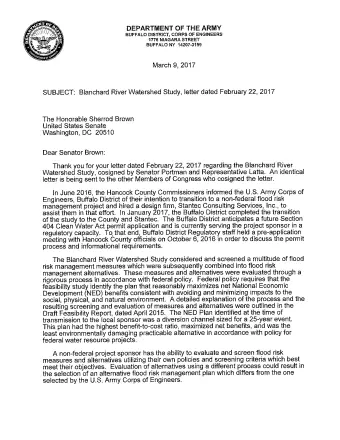 DEPARTMENT OF THE ARMY
BUFFALO DISTRICT, CORPS OF ENGINEERS
1776 NIAGARA STREET
BUFFALO NY 14207-3199
March 9, 2017
SUBJECT: Blanchard River Watershed Study, letter dated February 22, 2017
The Honorable Sherrod Brown
United States Senate
Washington, DC 20510
Dear Senator Brown:
Thank you for your letter dated February 22, 2017 regarding the Blanchard River
Watershed Study, cosigned by Senator Portman and Representative Latta. An identical
letter is being sent to the other Members of Congress who cosigned the letter.
In June 2016, the Hancock County Commissioners informed the U.S. Army Corps of
Engineers, Buffalo District of their intention to transition to a non-federal flood risk
management project and hired a design firm, Stantec Consulting Services, Inc., to
assist them in that effort. In January 2017, the Buffalo District completed the transition
of the study to the County and Stantec. The Buffalo District anticipates a future Section
404 Clean Water Act permit application and is currently serving the project sponsor in a
regulatory capacity. To that end, Buffalo District Regulatory staff held a pre-application
meeting with Hancock County officials on October 6, 2016 in order to discuss the permit
process and informational requirements.
The Blanchard River Watershed Study considered and screened a multitude of flood
risk management measures which were subsequently combined into flood risk
management alternatives. These measures and alternatives were evaluated through a
rigorous process in accordance with federal policy. Federal policy requires that the
feasibility study identify the plan that reasonably maximizes net National Economic
Development (NED) benefits consistent with avoiding and minimizing impacts to the
social, physical, and natural environment. A detailed explanation of the process and the
resulting screening and evaluation of measures and alternatives were outlined in the
Draft Feasibility Report, dated April 2015. The NED Plan identified at the time of
transmission to the local sponsor was a diversion channel sized for a 25-year event.
This plan had the highest benefit-to-cost ratio, maximized net benefits, and was the
least environmentally damaging practicable alternative in accordance with policy for
federal water resource projects.
A non-federal project sponsor has the ability to evaluate and screen flood risk
measures and alternatives utilizing their own policies and screening criteria which best
meet their objectives. Evaluation of alternatives using a different process could result in
the selection of an alternative flood risk management plan which differs from the one
selected by the U.S. Army Corps of Engineers.